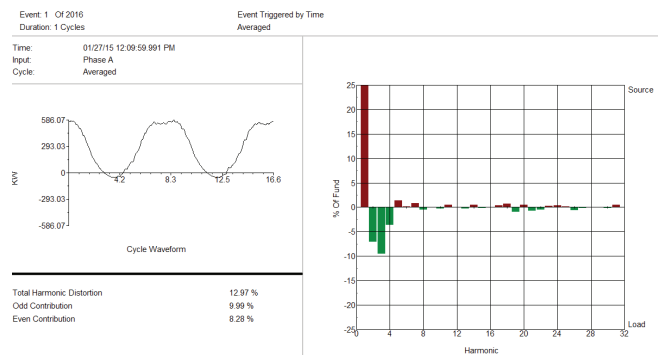 Event: 1 Of 2016
Event Triggered by Time
Duration: 1 Cycles
Averaged
Time: 01/27/15 12:09:59.991 PM
Input: Phase A
Cycle: Averaged
586.07
293.03
0
-293.03
-586.07
KW
4.2 8.3 12.5 16.6
Cycle Waveform
Total Harmonic Distortion 12.97 %
Odd Contribution 9.99 %
Even Contribution 8.28 %
25
20
15
10
5
0
-5
-10
-15
-20
-25
% Of Fund
Source
Load
0 4 8 12 16 20 24 28 32
Harmonic